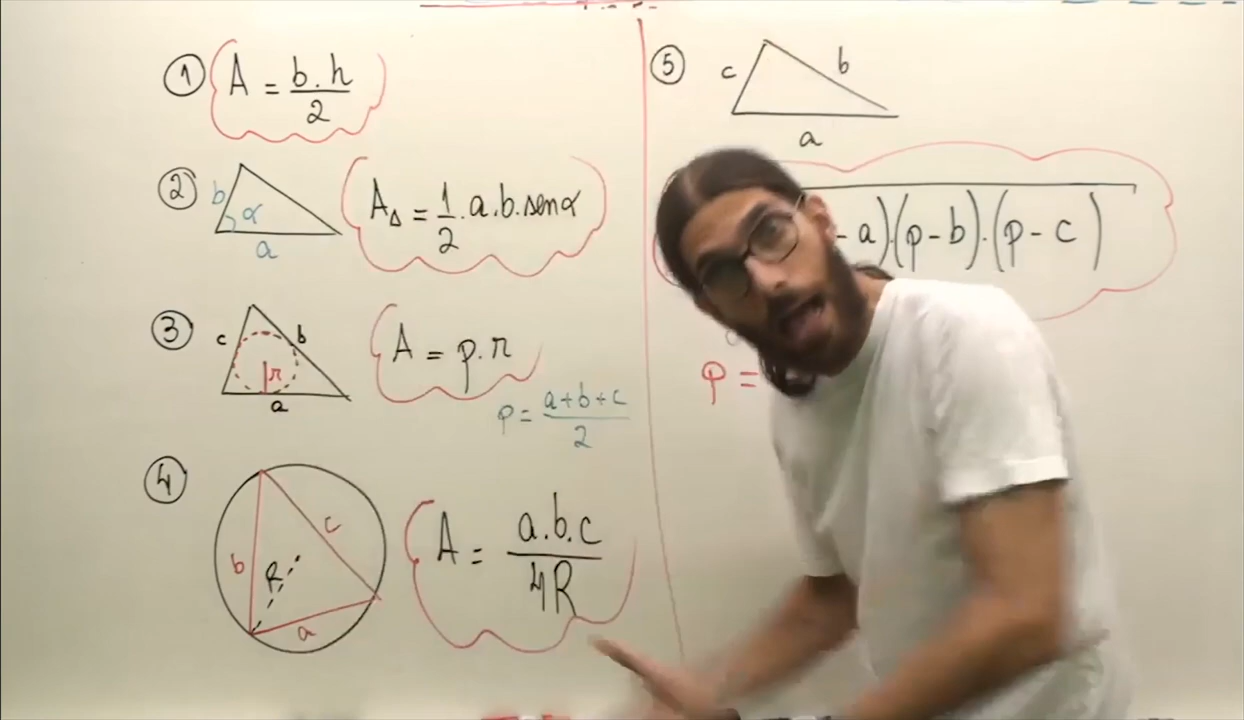 ① A = b.h/2
② b α a
A△ = 1/2 .a.b.senα
③ c b r a
A = p.r
p = a+b+c/2
④ b c R a
A = a.b.c/4R
⑤ c b a
-a).(p-b).(p-c)
p =